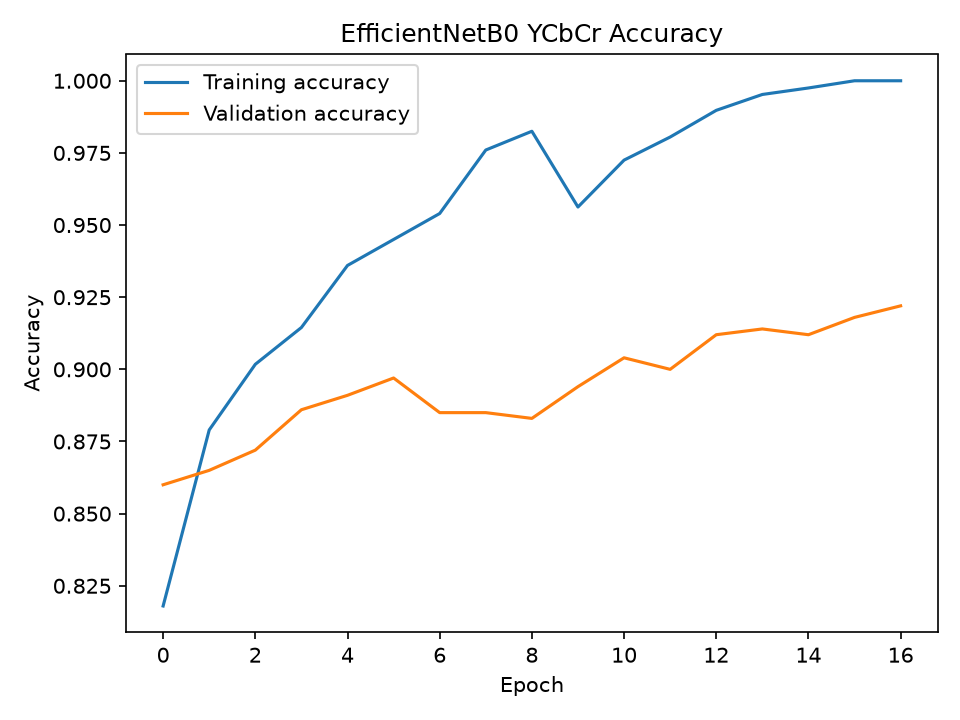 EfficientNetB0 YCbCr Accuracy
Training accuracy
Validation accuracy
1.000
0.975
0.950
0.925
0.900
0.875
0.850
0.825
Accuracy
0 2 4 6 8 10 12 14 16
Epoch